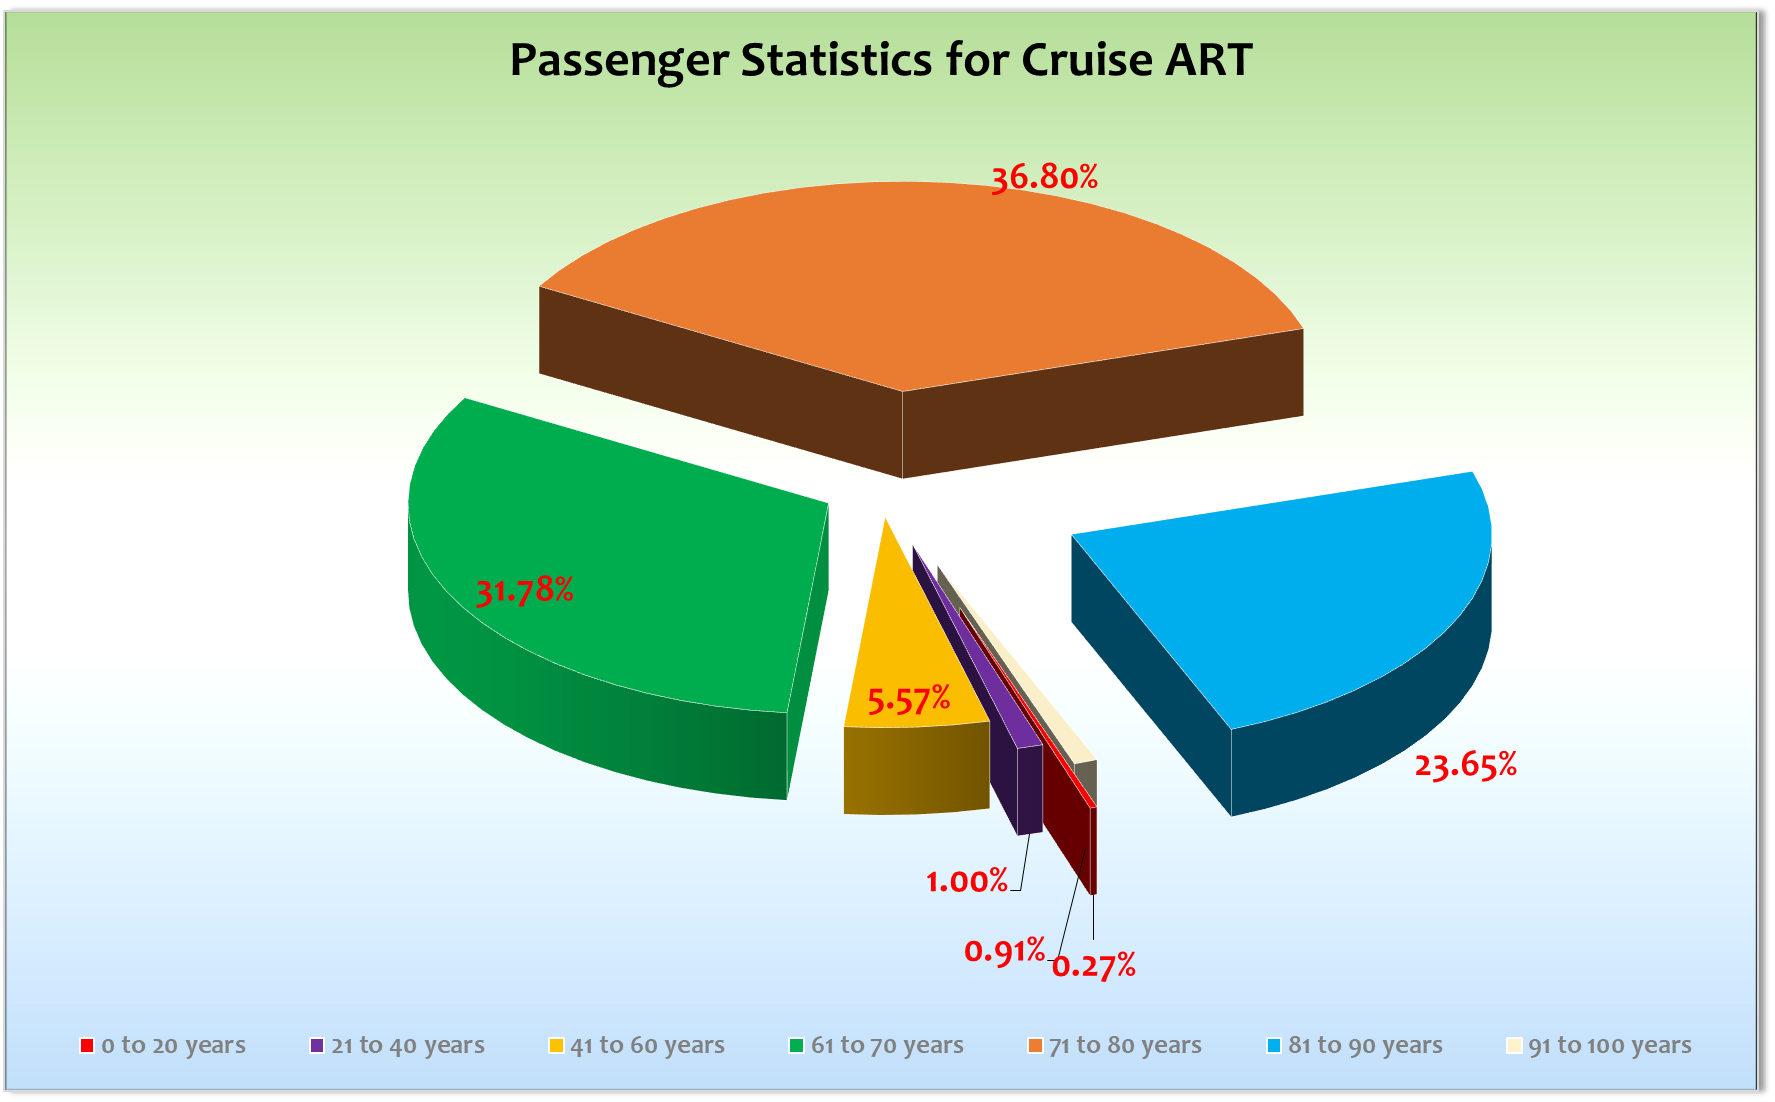 Passenger Statistics for Cruise ART
36.80%
31.78%
5.57%
23.65%
1.00%
0.91%
0.27%
0 to 20 years
21 to 40 years
41 to 60 years
61 to 70 years
71 to 80 years
81 to 90 years
91 to 100 years